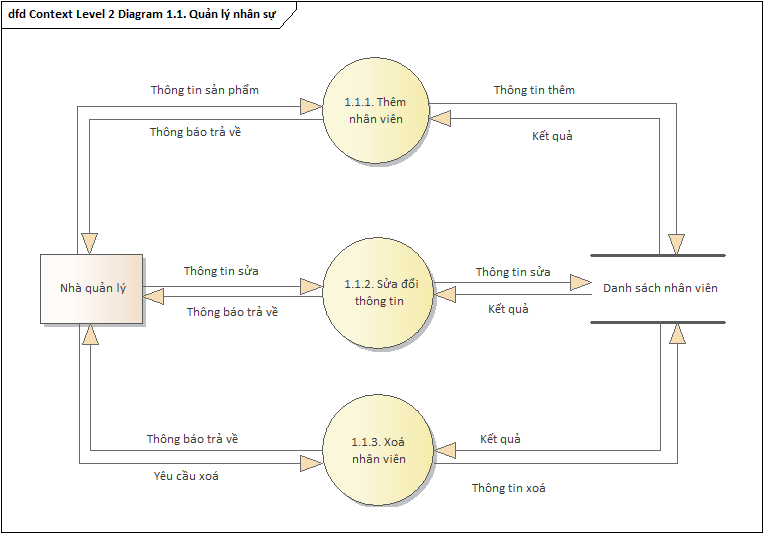 dfd Context Level 2 Diagram 1.1. Quản lý nhân sự
Thông tin sản phẩm
Thông báo trả về
1.1.1. Thêm
nhân viên
Thông tin thêm
Kết quả
Nhà quản lý
Thông tin sửa
Thông báo trả về
1.1.2. Sửa đổi
thông tin
Thông tin sửa
Kết quả
Danh sách nhân viên
Thông báo trả về
Yêu cầu xoá
1.1.3. Xoá
nhân viên
Kết quả
Thông tin xoá